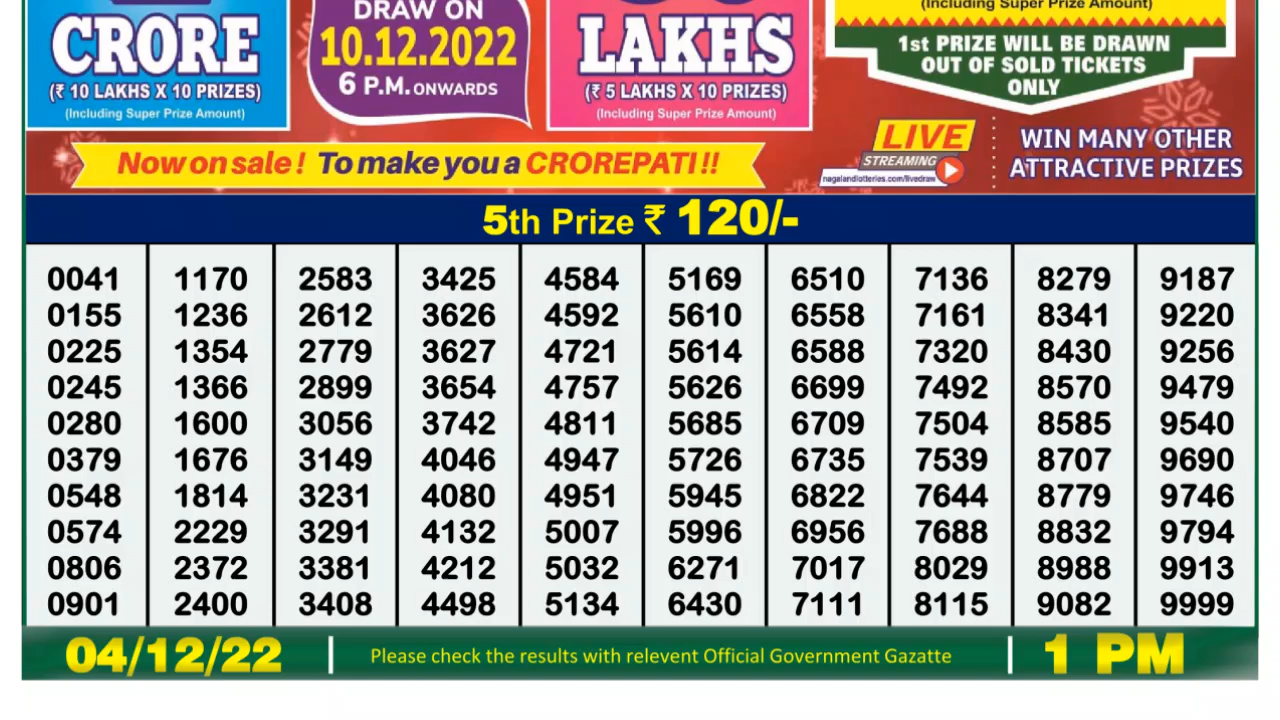 CRORE
(₹ 10 LAKHS X 10 PRIZES)
(Including Super Prize Amount)
DRAW ON
10.12.2022
6 P.M. ONWARDS
LAKHS
(₹ 5 LAKHS X 10 PRIZES)
(Including Super Prize Amount)
(Including Super Prize Amount)
1st PRIZE WILL BE DRAWN
OUT OF SOLD TICKETS
ONLY
Now on sale! To make you a CROREPATI!!
LIVE
STREAMING
nagalandlotteries.com/livedraw
WIN MANY OTHER
ATTRACTIVE PRIZES
5th Prize ₹ 120/-
0041 1170 2583 3425 4584 5169 6510 7136 8279 9187
0155 1236 2612 3626 4592 5610 6558 7161 8341 9220
0225 1354 2779 3627 4721 5614 6588 7320 8430 9256
0245 1366 2899 3654 4757 5626 6699 7492 8570 9479
0280 1600 3056 3742 4811 5685 6709 7504 8585 9540
0379 1676 3149 4046 4947 5726 6735 7539 8707 9690
0548 1814 3231 4080 4951 5945 6822 7644 8779 9746
0574 2229 3291 4132 5007 5996 6956 7688 8832 9794
0806 2372 3381 4212 5032 6271 7017 8029 8988 9913
0901 2400 3408 4498 5134 6430 7111 8115 9082 9999
04/12/22 Please check the results with relevent Official Government Gazatte 1 PM